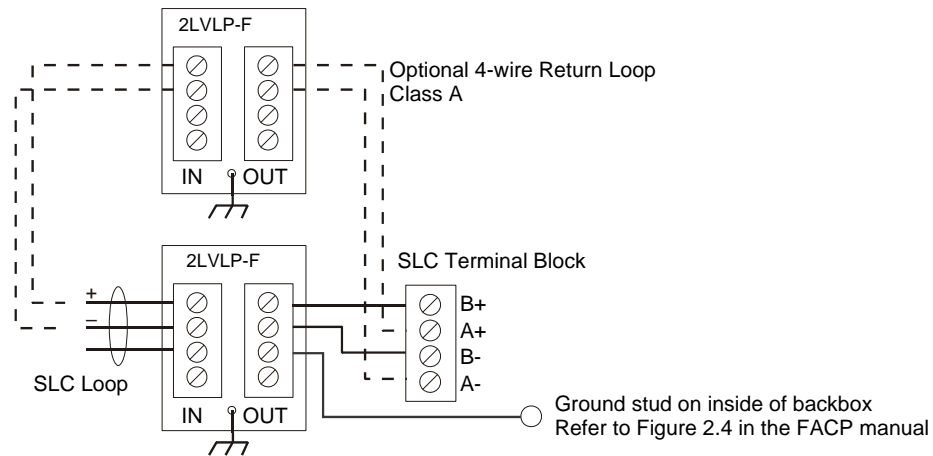 2LVLP-F
Optional 4-wire Return Loop
Class A
IN OUT
2LVLP-F
SLC Terminal Block
+
–
B+
A+
B-
A-
SLC Loop
IN OUT
Ground stud on inside of backbox
Refer to Figure 2.4 in the FACP manual